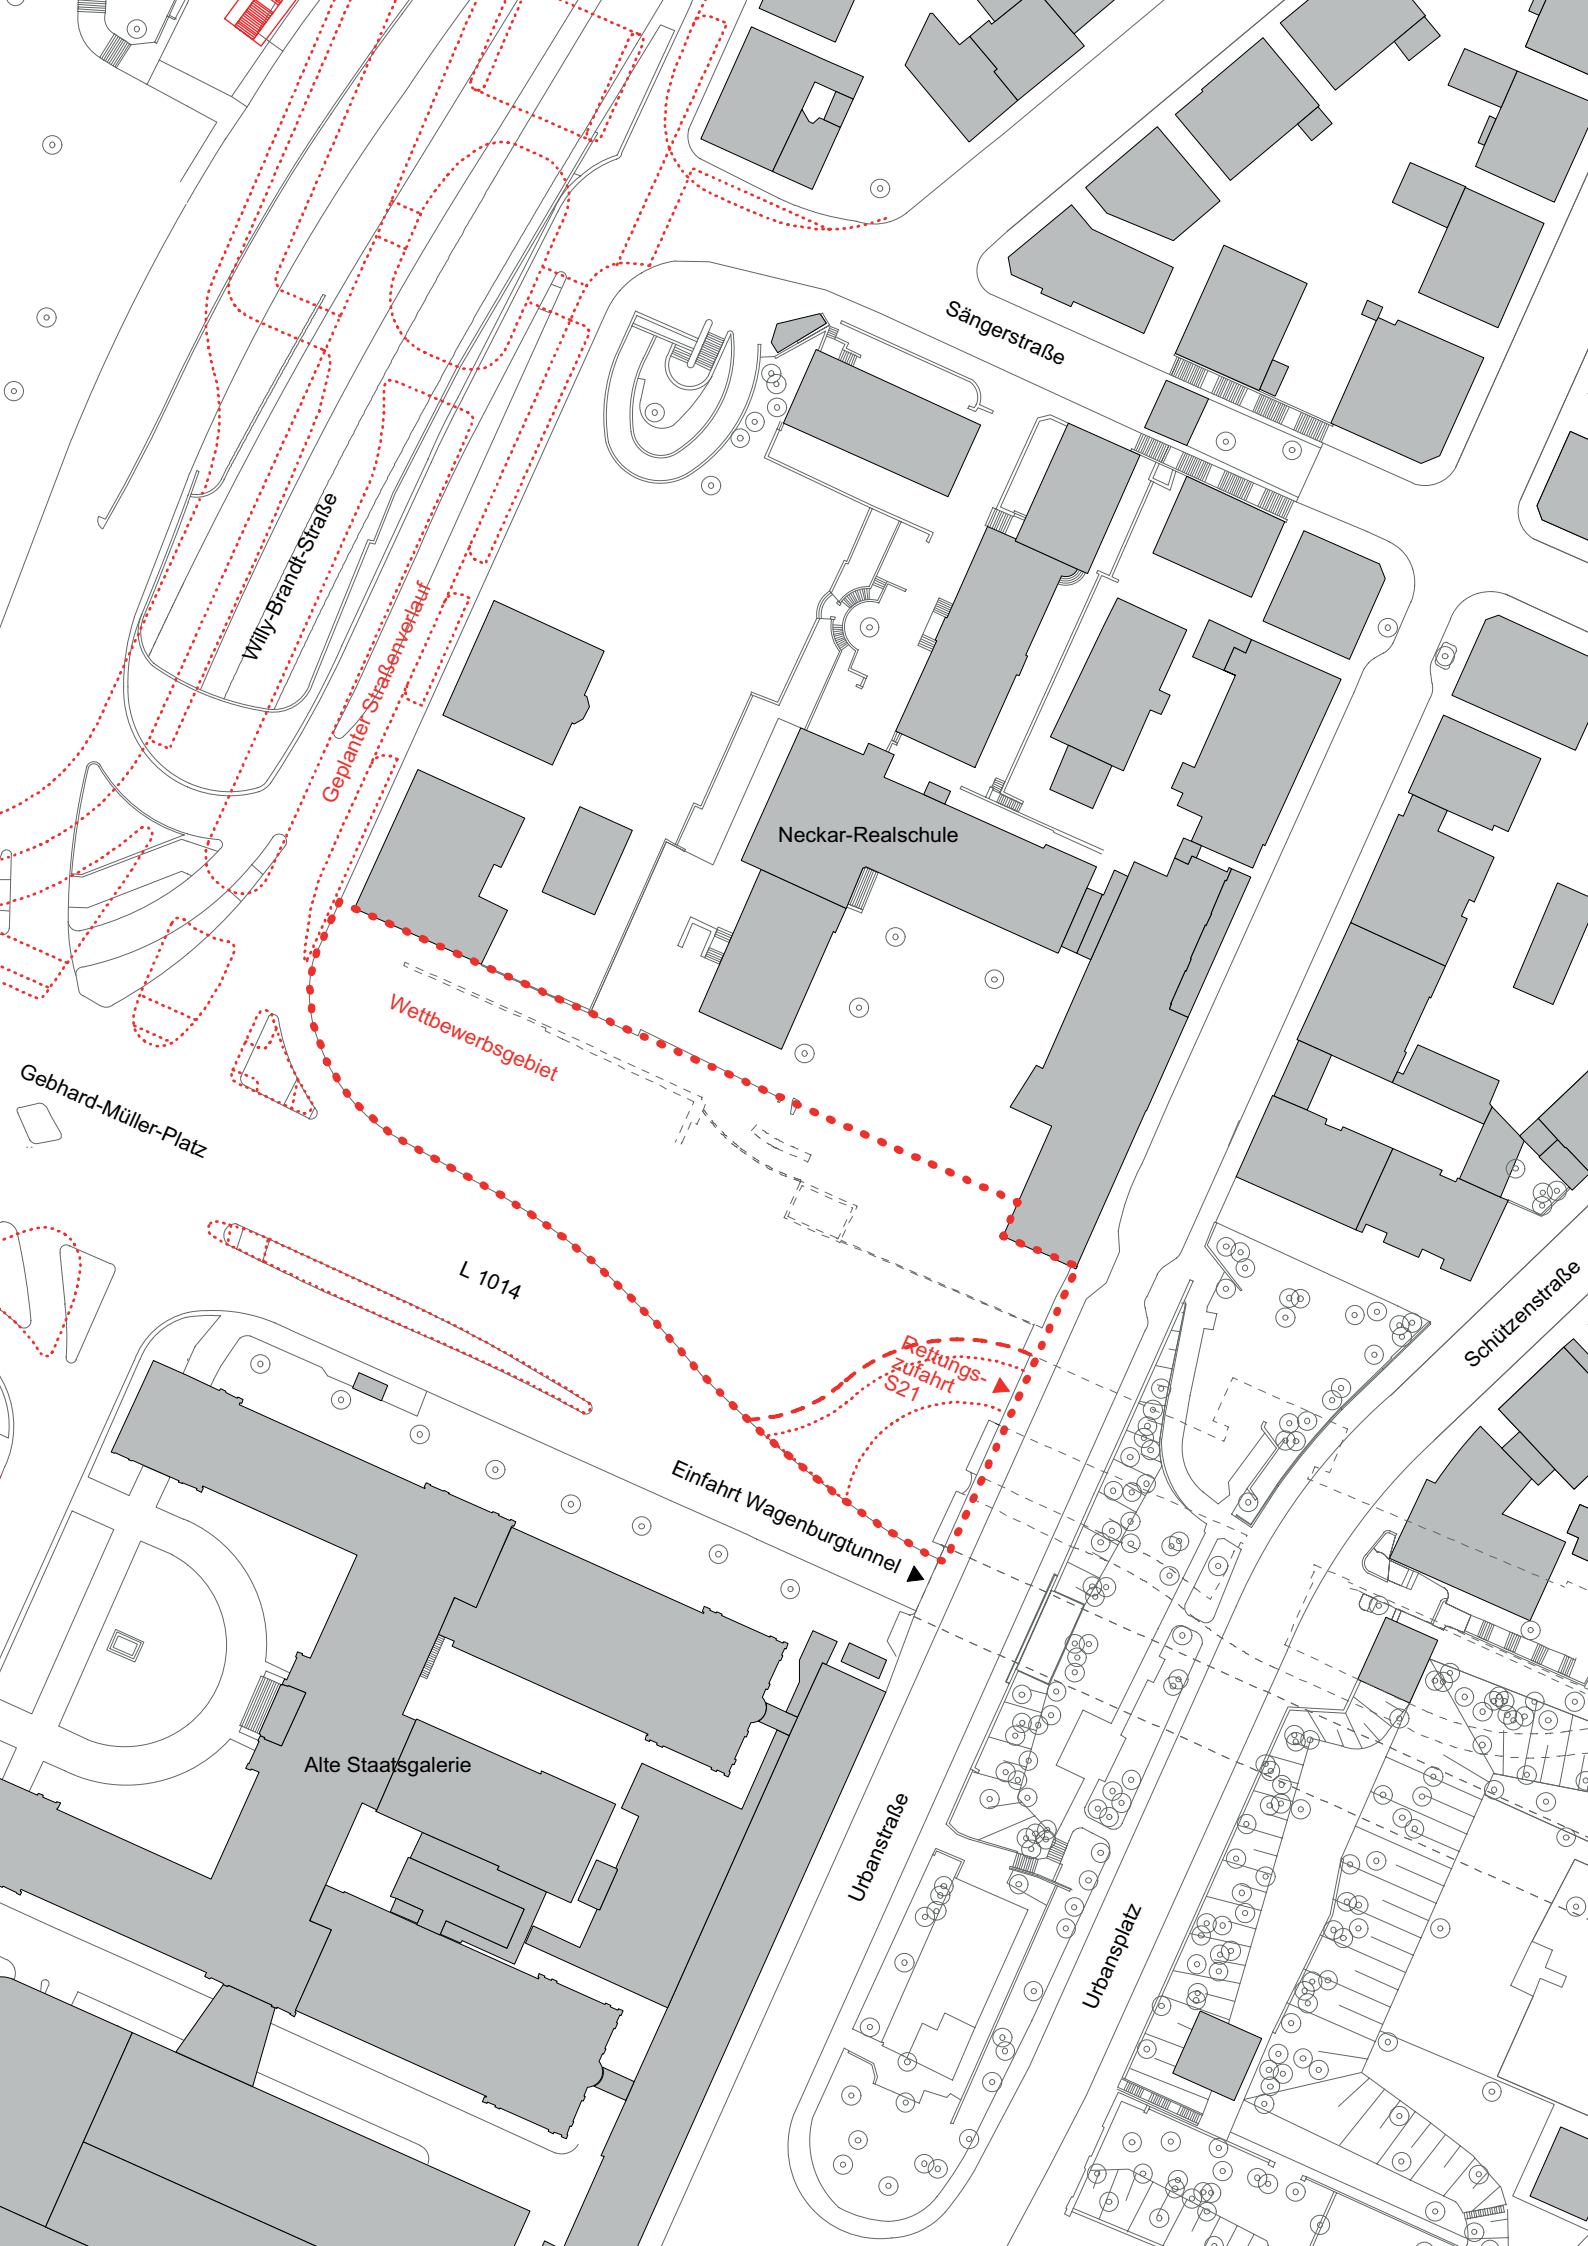 Sängerstraße
Willy-Brandt-Straße
Geplanter Straßenverlauf
Neckar-Realschule
Wettbewerbsgebiet
Gebhard-Müller-Platz
L 1014
Rettungs-
zufahrt
S21
Schützenstraße
Einfahrt Wagenburgtunnel
Alte Staatsgalerie
Urbanstraße
Urbansplatz